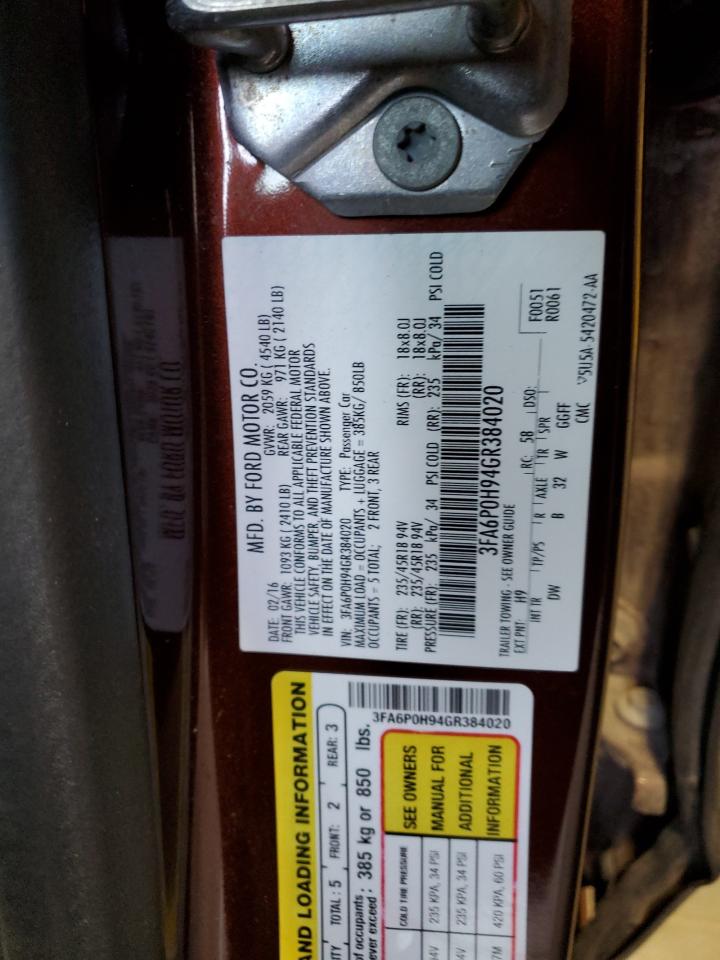 MFD. BY FORD MOTOR CO.
DATE: 02/16 GVWR: 2059 KG ( 4540 LB)
FRONT GAWR: 1093 KG ( 2410 LB) REAR GAWR: 971 KG ( 2140 LB)
THIS VEHICLE CONFORMS TO ALL APPLICABLE FEDERAL MOTOR
VEHICLE SAFETY, BUMPER, AND THEFT PREVENTION STANDARDS
IN EFFECT ON THE DATE OF MANUFACTURE SHOWN ABOVE.
VIN: 3FA6P0H94GR384020 TYPE: Passenger Car
MAXIMUM LOAD = OCCUPANTS + LUGGAGE = 385KG/ 850LB
OCCUPANTS = 5 TOTAL; 2 FRONT, 3 REAR
TIRE (FR): 235/45R18 94V RIMS (FR): 18x8.0J
(RR): 235/45R18 94V (RR): 18x8.0J
PRESSURE (FR): 235 kPa/ 34 PSI COLD (RR): 235 kPa/ 34 PSI COLD
3FA6P0H94GR384020
TRAILER TOWING - SEE OWNER GUIDE
EXT PNT: H9 RC: 58 DSO: F0051
R0061
INT TR TP/PS R AXLE TR SPR
DW B 32 W GGFF
CMC 5U5A-5420472-AA
AND LOADING INFORMATION
TOTAL : 5 FRONT: 2 REAR: 3
of occupants
ever exceed : 385 kg or 850 lbs.
3FA6P0H94GR384020
COLD TIRE PRESSURE
235 KPA, 34 PSI
235 KPA, 34 PSI
420 KPA, 60 PSI
SEE OWNERS
MANUAL FOR
ADDITIONAL
INFORMATION